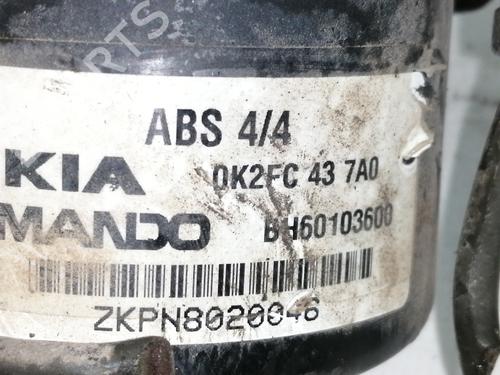 ABS 4/4
KIA 0K2FC 43 7A0
MANDO BH60103600
ZKPN8020046